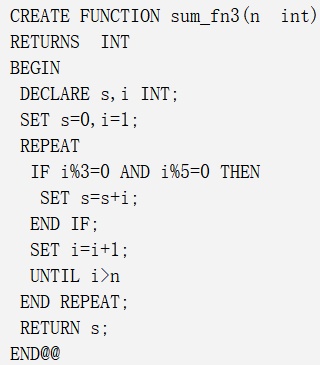 CREATE FUNCTION sum_fn3(n  int)
RETURNS  INT
BEGIN
 DECLARE s,i INT;
 SET s=0,i=1;
 REPEAT
  IF i%3=0 AND i%5=0 THEN
   SET s=s+i;
  END IF;
  SET i=i+1;
  UNTIL i>n
 END REPEAT;
 RETURN s;
END@@